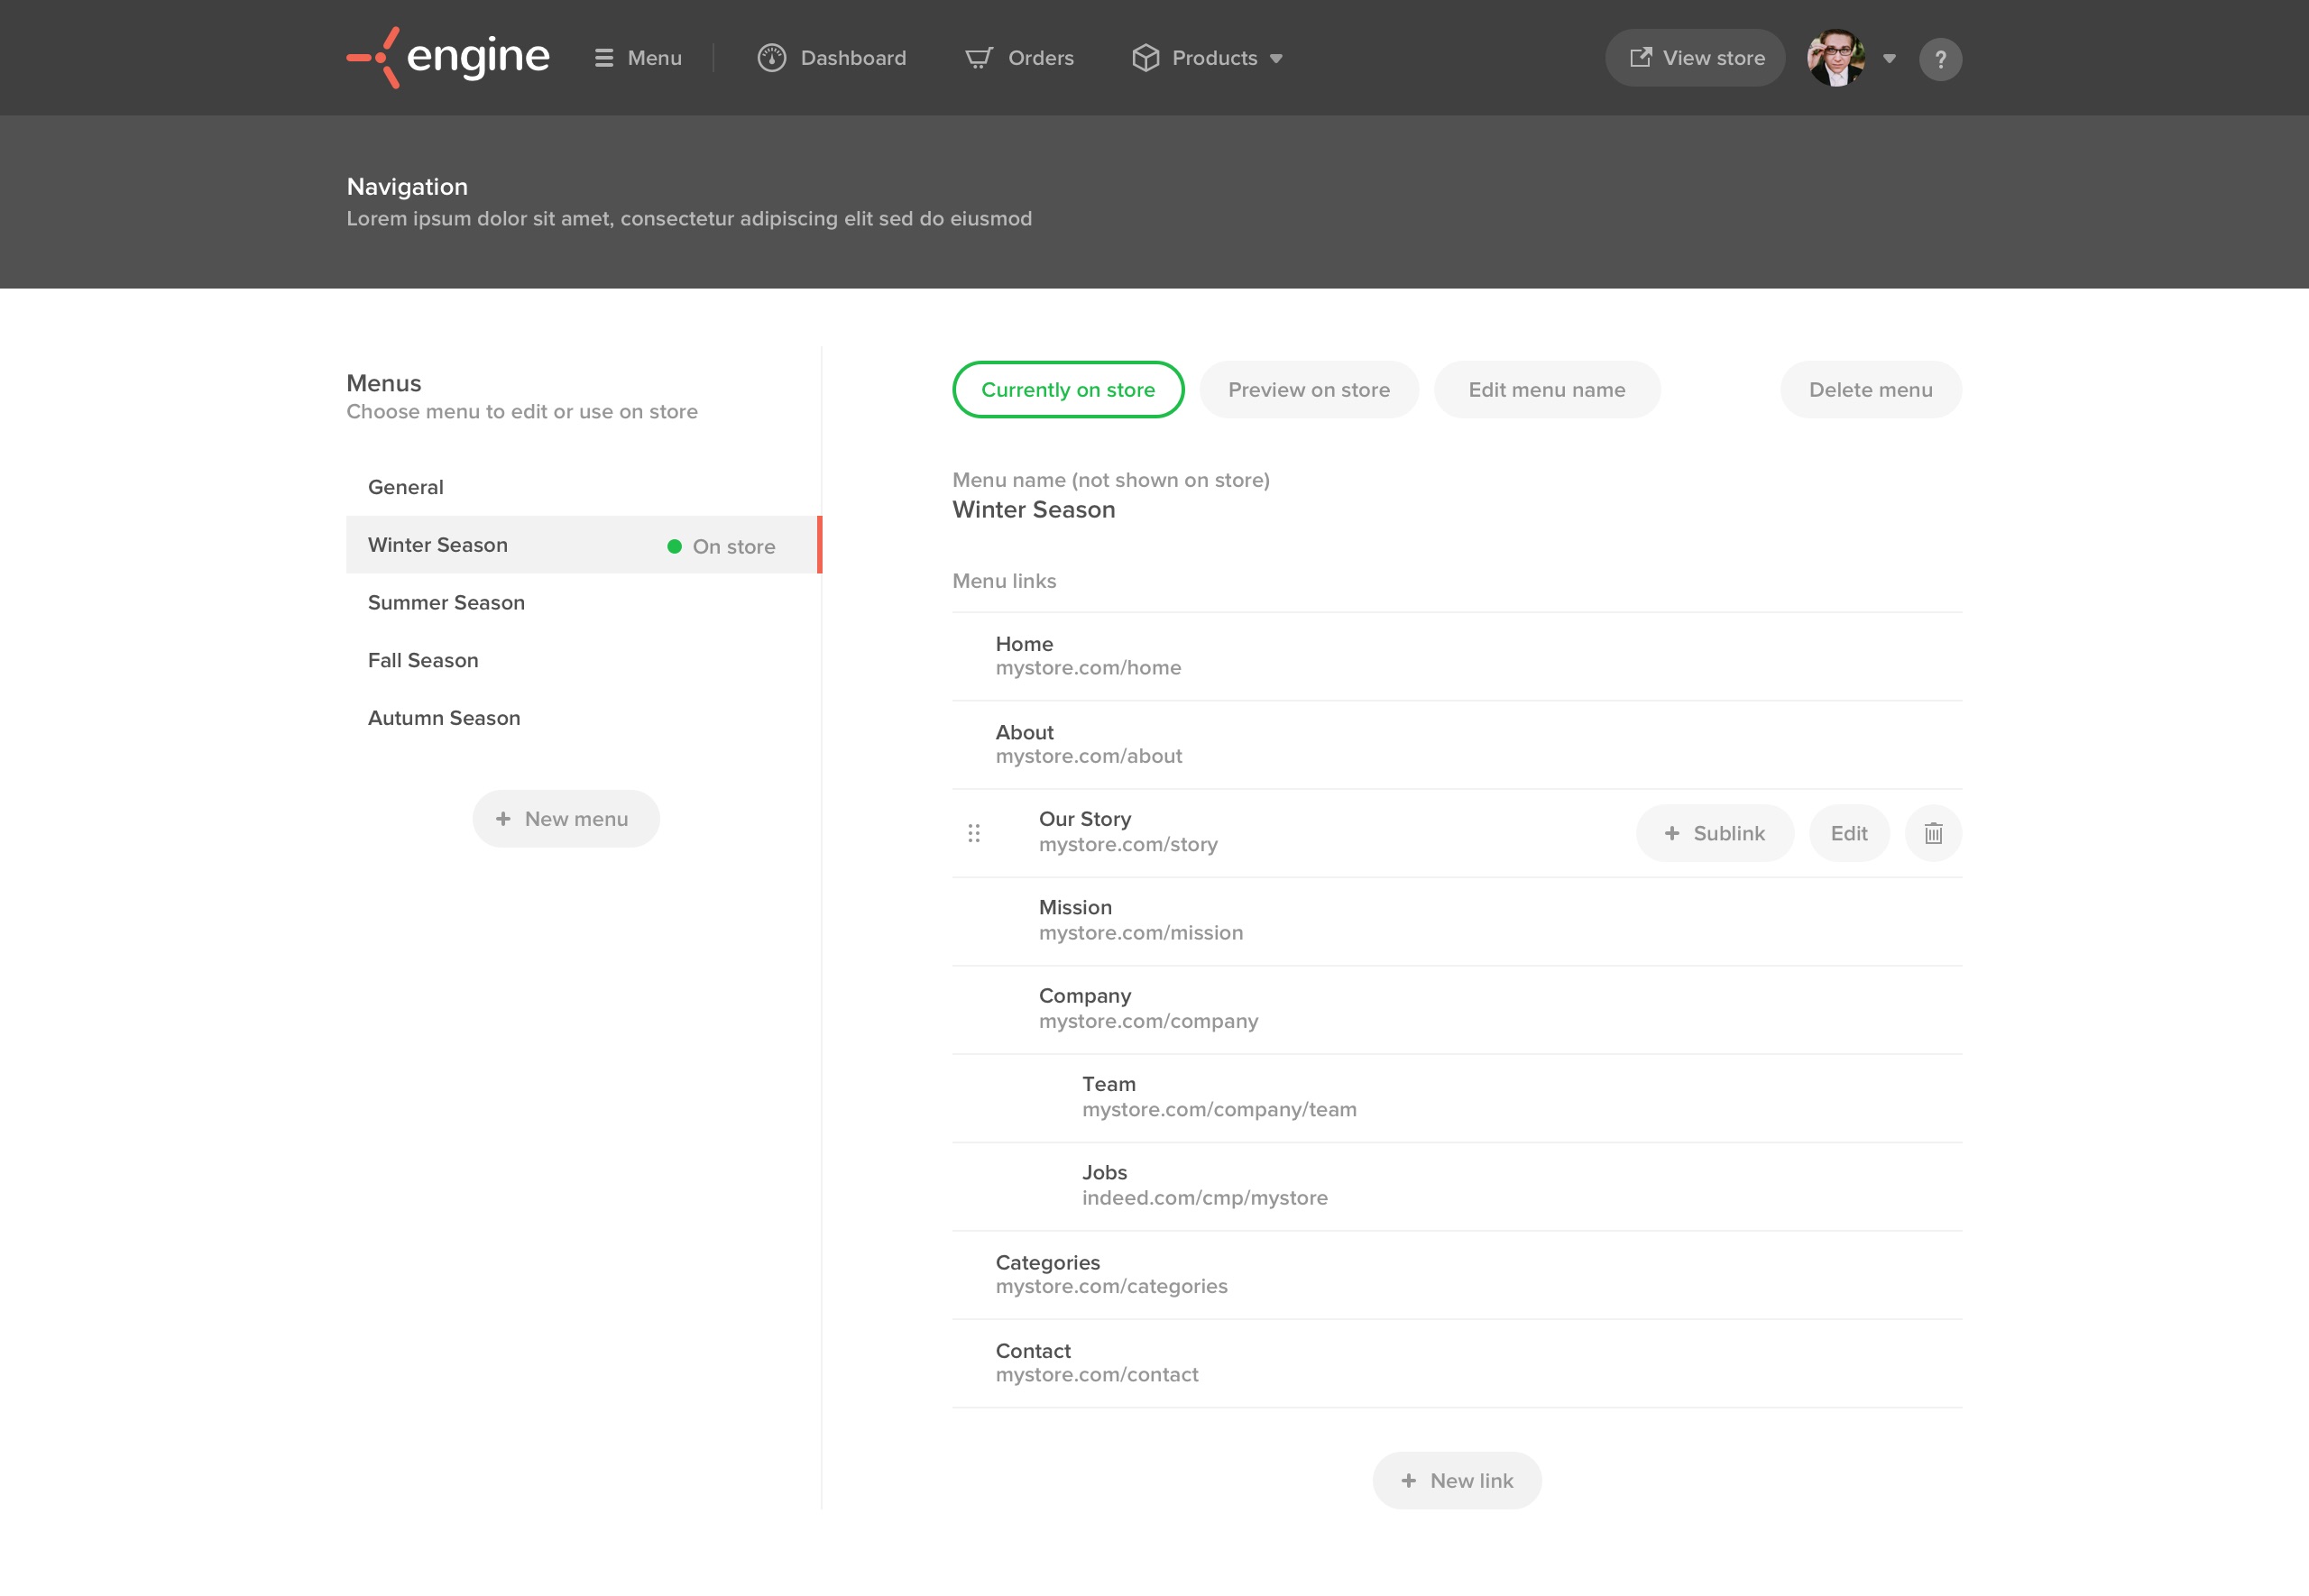 engine
Menu
Dashboard
Orders
Products
View store
?
Navigation
Lorem ipsum dolor sit amet, consectetur adipiscing elit sed do eiusmod
Menus
Choose menu to edit or use on store
General
Winter Season
On store
Summer Season
Fall Season
Autumn Season
+ New menu
Currently on store
Preview on store
Edit menu name
Delete menu
Menu name (not shown on store)
Winter Season
Menu links
Home
mystore.com/home
About
mystore.com/about
Our Story
mystore.com/story
+ Sublink
Edit
Mission
mystore.com/mission
Company
mystore.com/company
Team
mystore.com/company/team
Jobs
indeed.com/cmp/mystore
Categories
mystore.com/categories
Contact
mystore.com/contact
+ New link